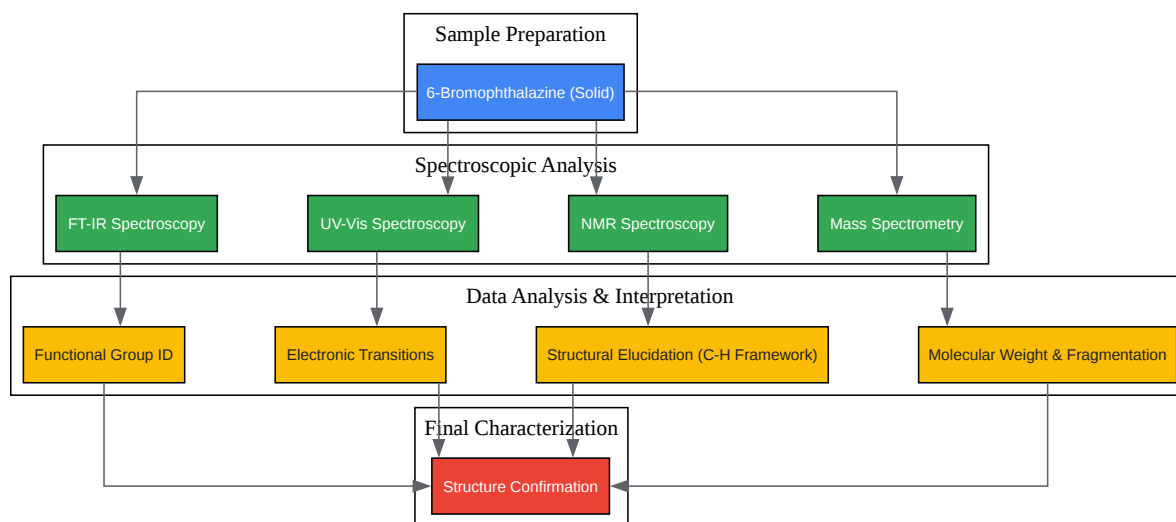 Sample Preparation
6-Bromophthalazine (Solid)
Spectroscopic Analysis
FT-IR Spectroscopy
UV-Vis Spectroscopy
NMR Spectroscopy
Mass Spectrometry
Data Analysis & Interpretation
Functional Group ID
Electronic Transitions
Structural Elucidation (C-H Framework)
Molecular Weight & Fragmentation
Final Characterization
Structure Confirmation